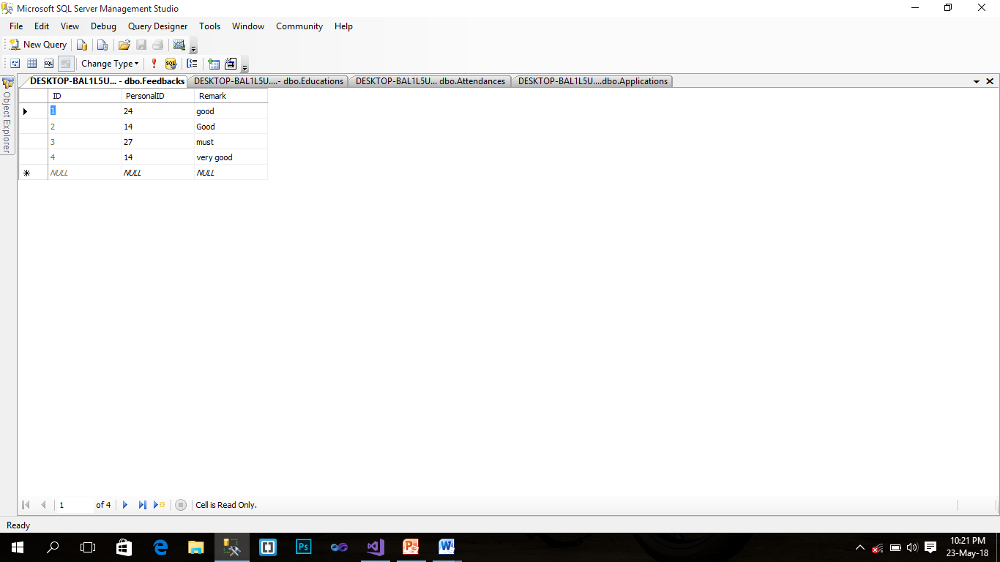 Microsoft SQL Server Management Studio
File Edit View Debug Query Designer Tools Window Community Help
New Query
SQL Change Type SQL
DESKTOP-BAL1L5U... - dbo.Feedbacks DESKTOP-BAL1L5U....- dbo.Educations DESKTOP-BAL1L5U... dbo.Attendances DESKTOP-BAL1L5U....dbo.Applications
Object Explorer
ID PersonalID Remark
1 24 good
2 14 Good
3 27 must
4 14 very good
NULL NULL NULL
1 of 4 Cell is Read Only.
Ready
Ps
10:21 PM
23-May-18